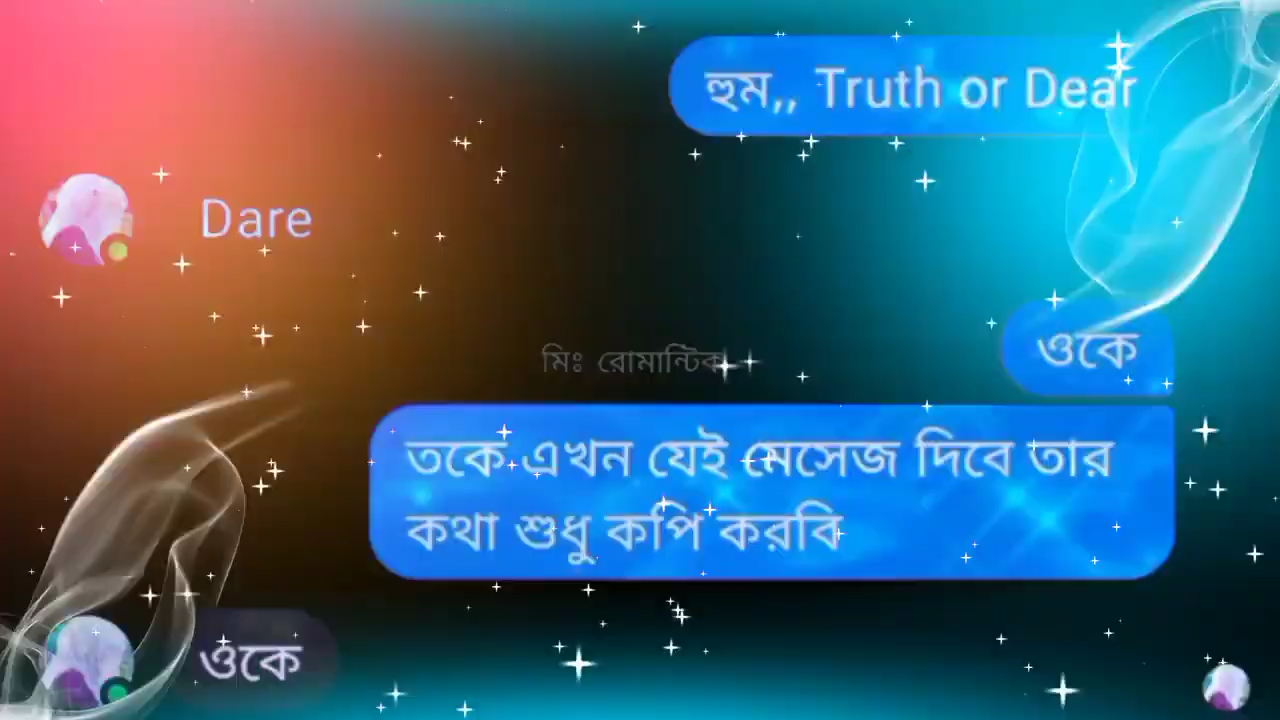 হুম,, Truth or Dear
Dare
ওকে
মিঃ রোমান্টিক
তকে এখন যেই মেসেজ দিবে তার
কথা শুধু কপি করবি
ওকে